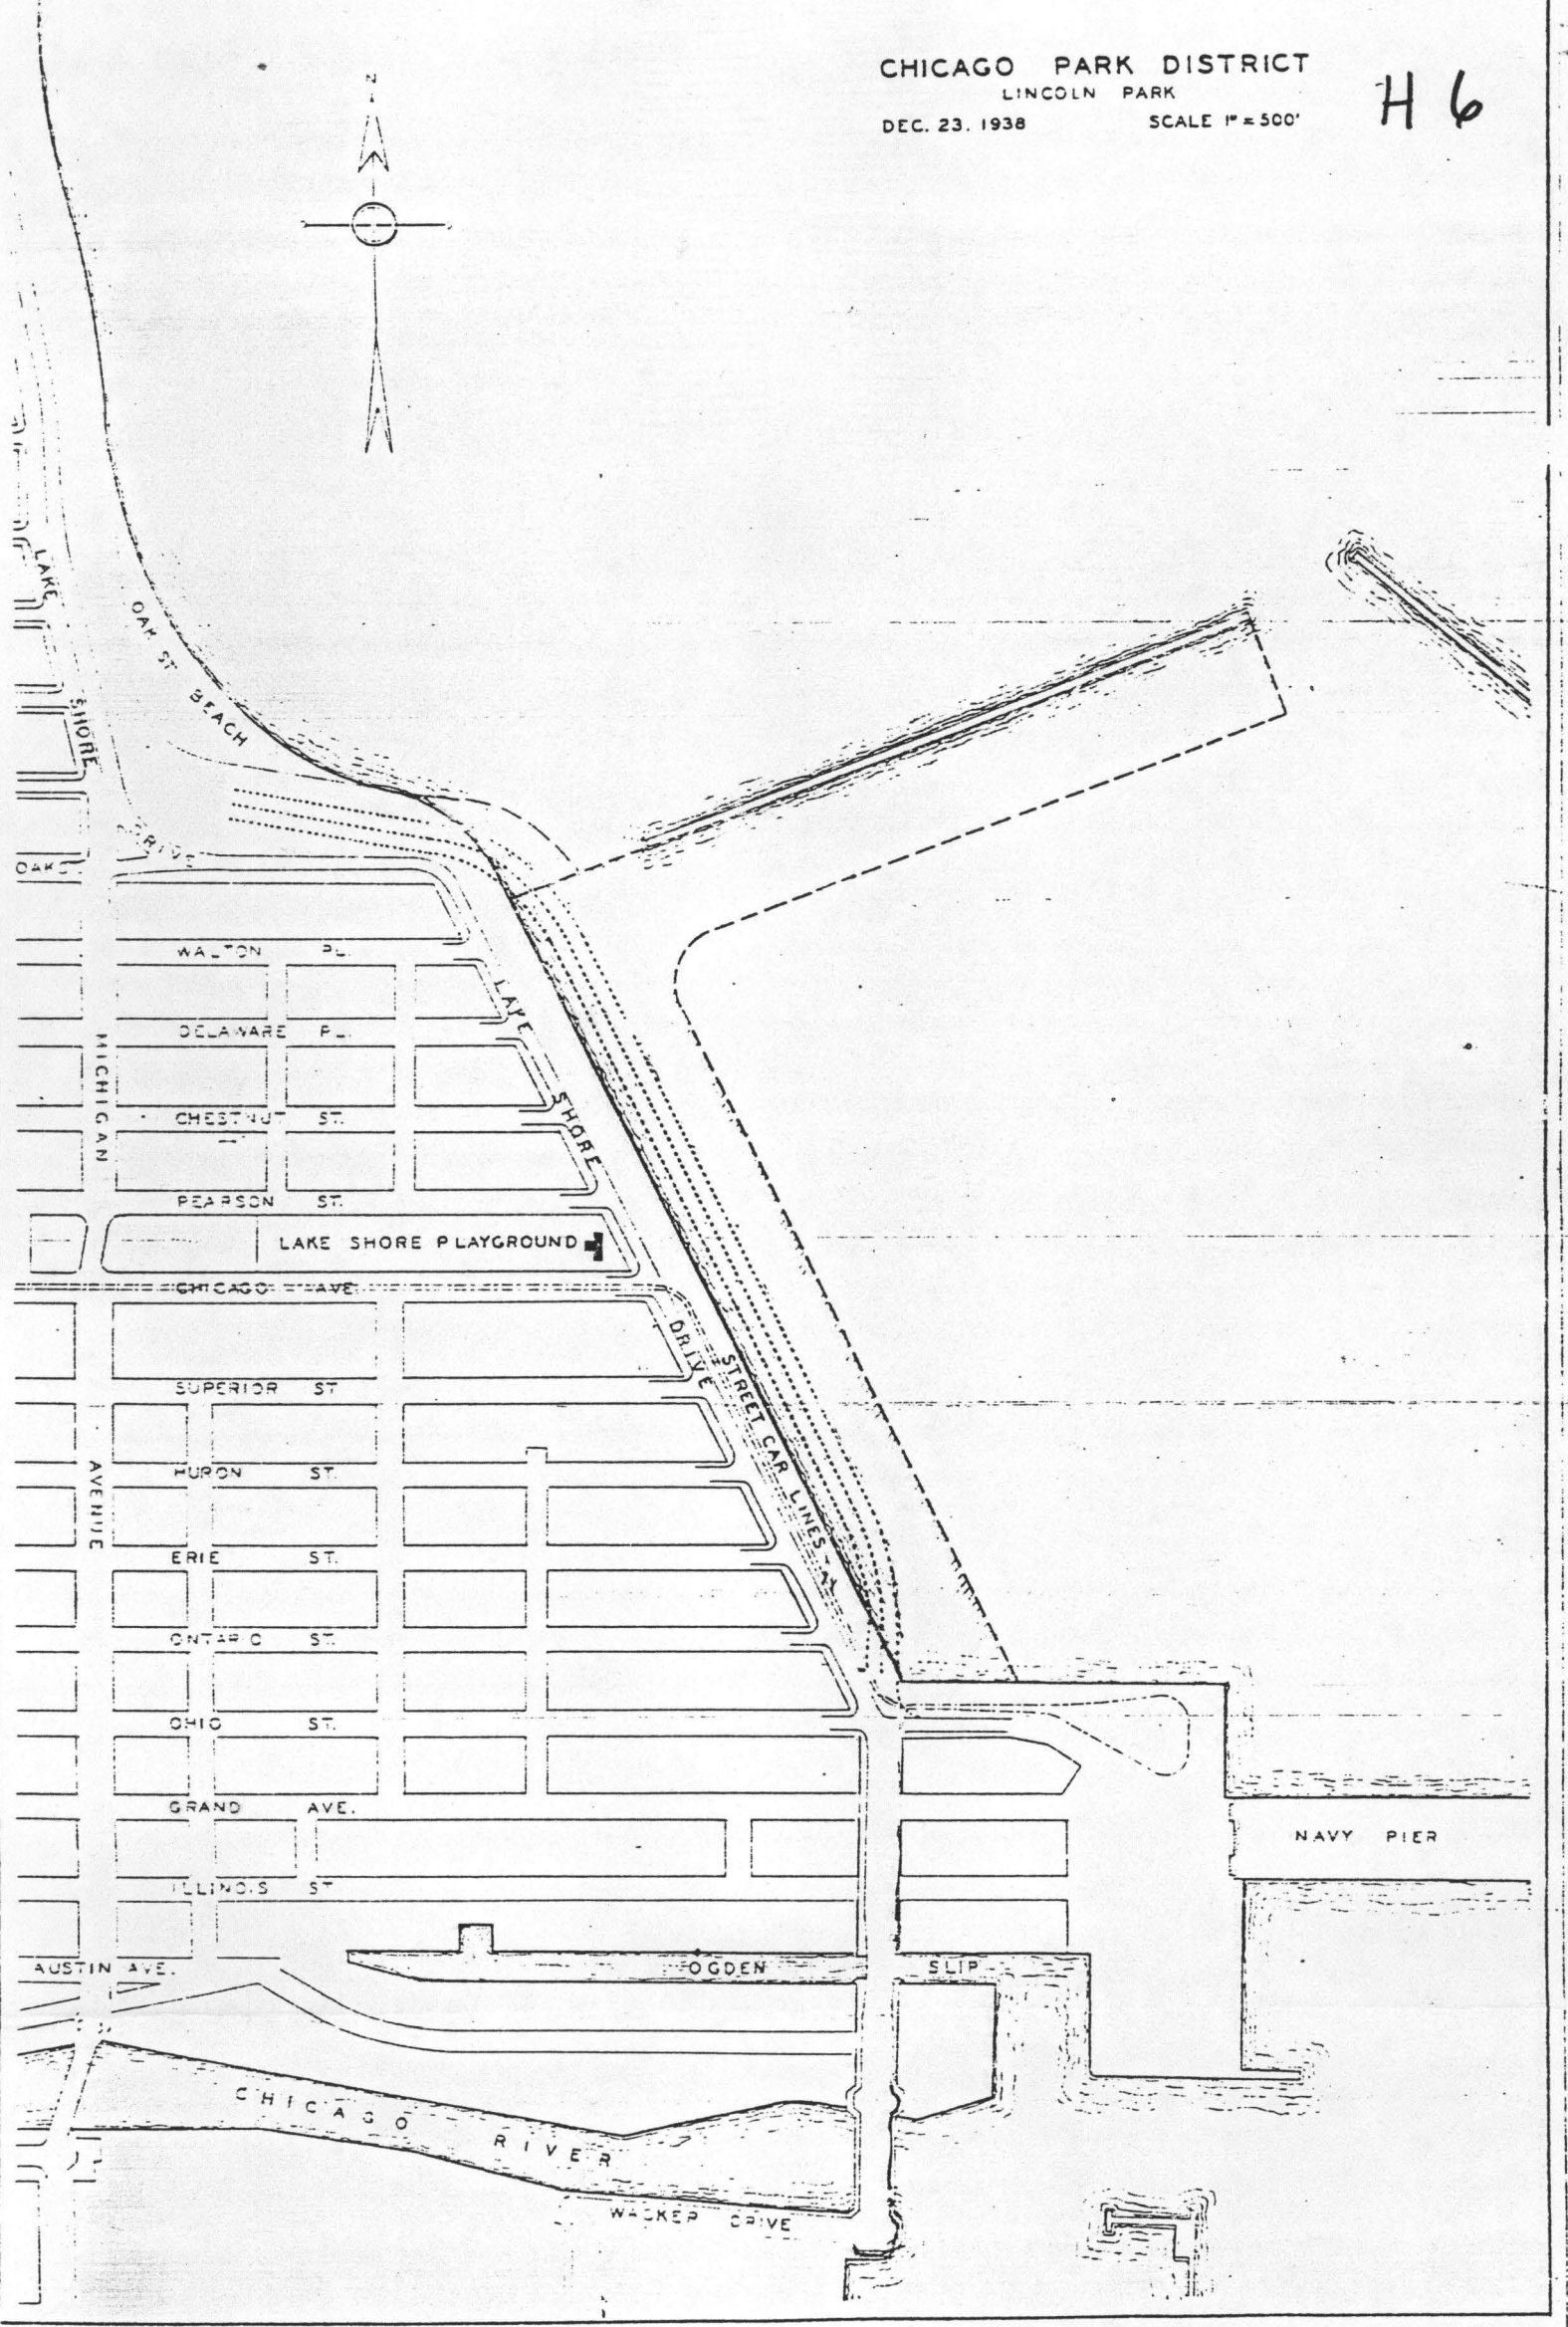 CHICAGO PARK DISTRICT
LINCOLN PARK
DEC. 23. 1938 SCALE 1" = 500'
H 6
N
LAKE
SHORE
DRIVE
OAK ST BEACH
OAK
WALTON PL.
LAKE
SHORE
DRIVE
DELAWARE PL.
MICHIGAN
AVENUE
CHESTNUT ST.
PEARSON ST.
LAKE SHORE PLAYGROUND
CHICAGO AVE
STREET CAR LINES
SUPERIOR ST
HURON ST.
ERIE ST.
ONTARIO ST.
OHIO ST.
GRAND AVE.
NAVY PIER
ILLINOIS ST
AUSTIN AVE.
OGDEN SLIP
CHICAGO RIVER
WACKER DRIVE